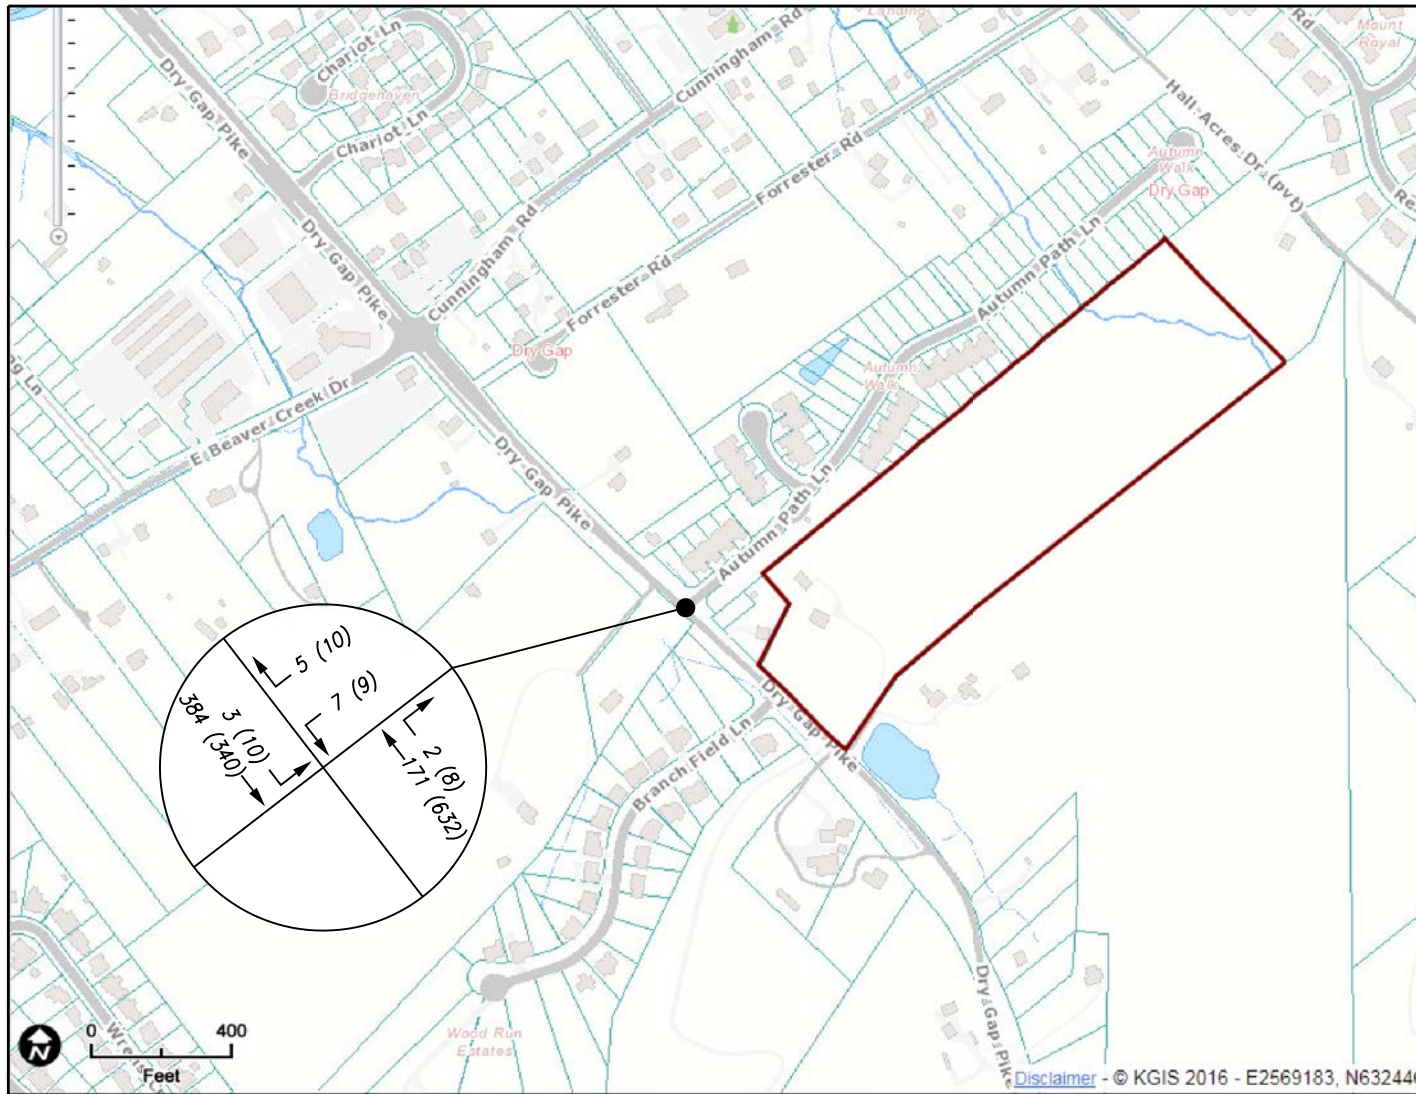 Landing
Rd
Mount
Royal
Chariot Ln
Bridgehaven
Cunningham Rd
Dry Gap Pike
Chariot Ln
Hall Acres Dr (pvt)
Autumn
Walk
Dry Gap
Forrester Rd
Cunningham Rd
Dry Gap Pike
Forrester Rd
Autumn Path Ln
Dry Gap
Autumn
Walk
E Beaver Creek Dr
Dry Gap Pike
Autumn Path Ln
5 (10)
7 (9)
3 (10)
384 (340)
2 (8)
171 (632)
Dry Gap Pike
Branch Field Ln
Dry Gap Pike
Wood Run
Estates
N
0 400
Feet
Disclaimer - © KGIS 2016 - E2569183, N632446